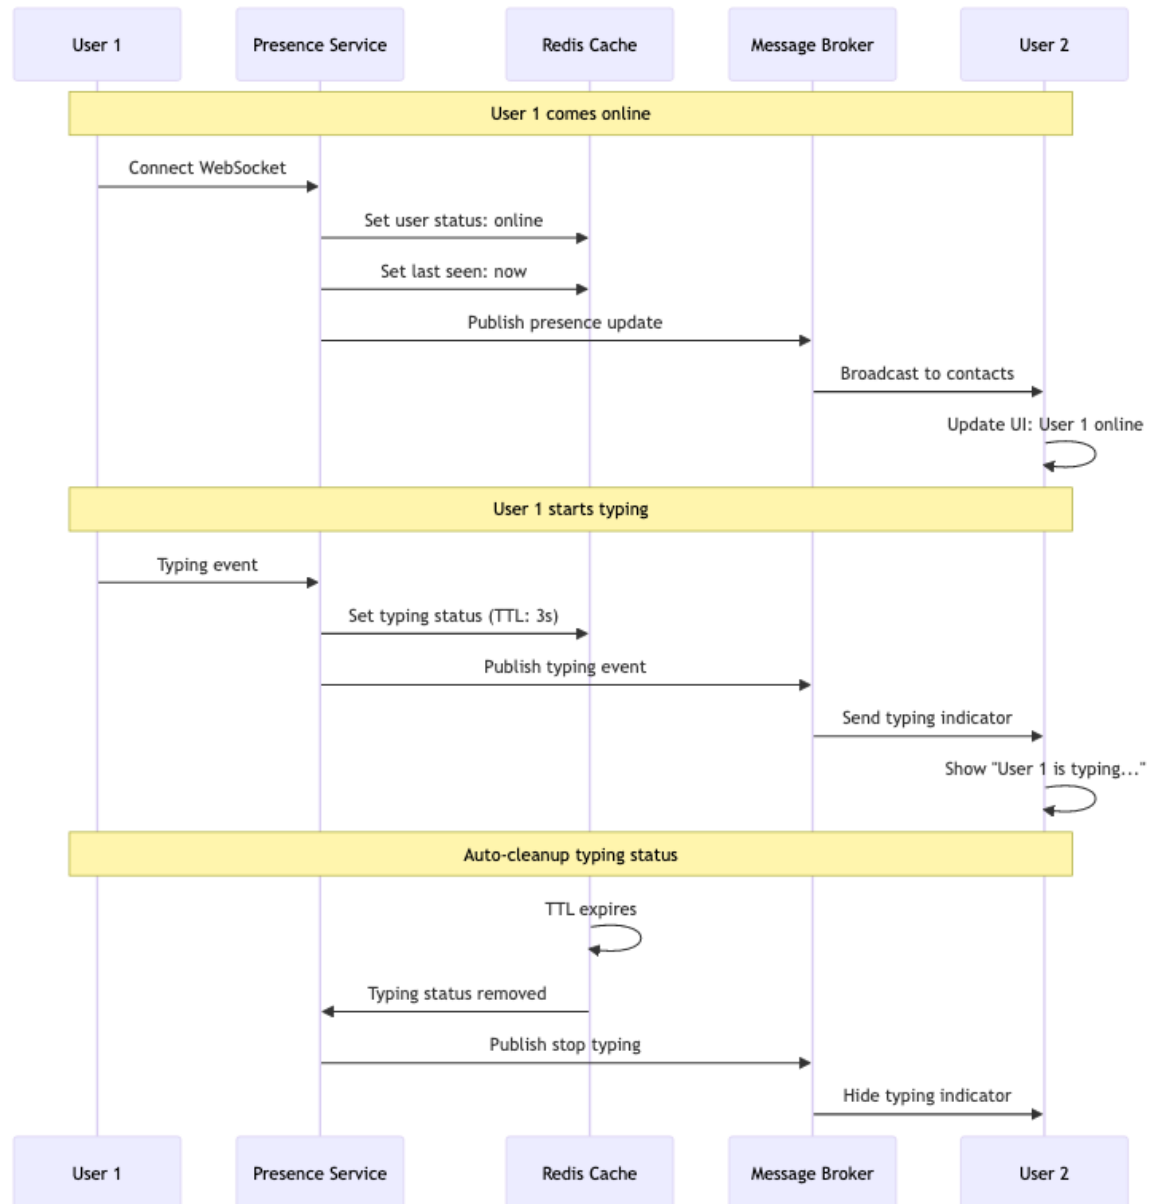 User 1
Presence Service
Redis Cache
Message Broker
User 2
User 1 comes online
Connect WebSocket
Set user status: online
Set last seen: now
Publish presence update
Broadcast to contacts
Update UI: User 1 online
User 1 starts typing
Typing event
Set typing status (TTL: 3s)
Publish typing event
Send typing indicator
Show "User 1 is typing..."
Auto-cleanup typing status
TTL expires
Typing status removed
Publish stop typing
Hide typing indicator
User 1
Presence Service
Redis Cache
Message Broker
User 2